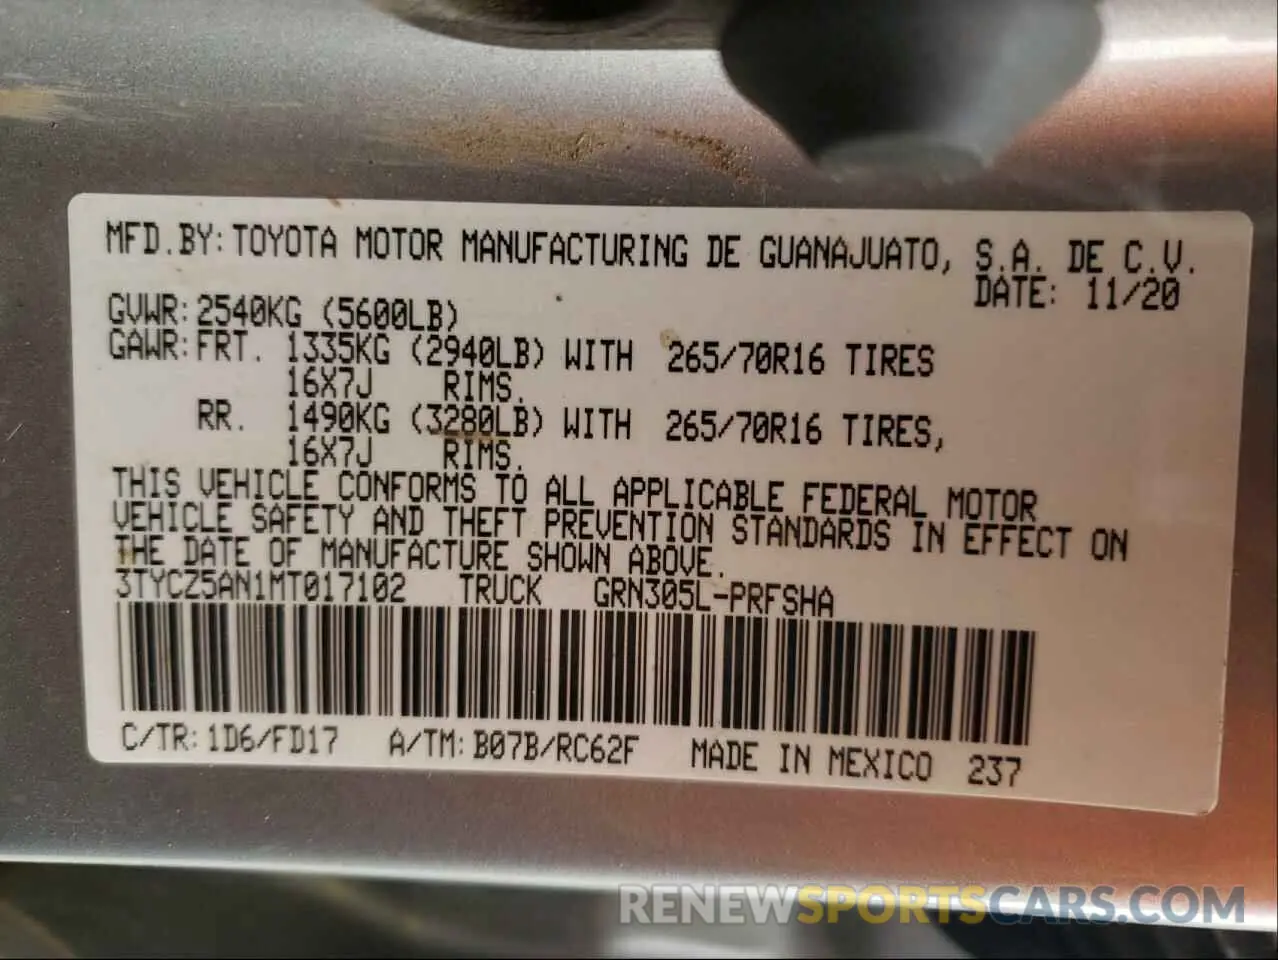 MFD.BY:TOYOTA MOTOR MANUFACTURING DE GUANAJUATO, S.A. DE C.V.
DATE: 11/20
GVWR:2540KG (5600LB)
GAWR:FRT. 1335KG (2940LB) WITH 265/70R16 TIRES
16X7J RIMS.
RR. 1490KG (3280LB) WITH 265/70R16 TIRES,
16X7J RIMS.
THIS VEHICLE CONFORMS TO ALL APPLICABLE FEDERAL MOTOR
VEHICLE SAFETY AND THEFT PREVENTION STANDARDS IN EFFECT ON
THE DATE OF MANUFACTURE SHOWN ABOVE.
3TYCZ5AN1MT017102 TRUCK GRN305L-PRFSHA
C/TR:1D6/FD17 A/TM:B07B/RC62F MADE IN MEXICO 237
RENEWSPORTSCARS.COM